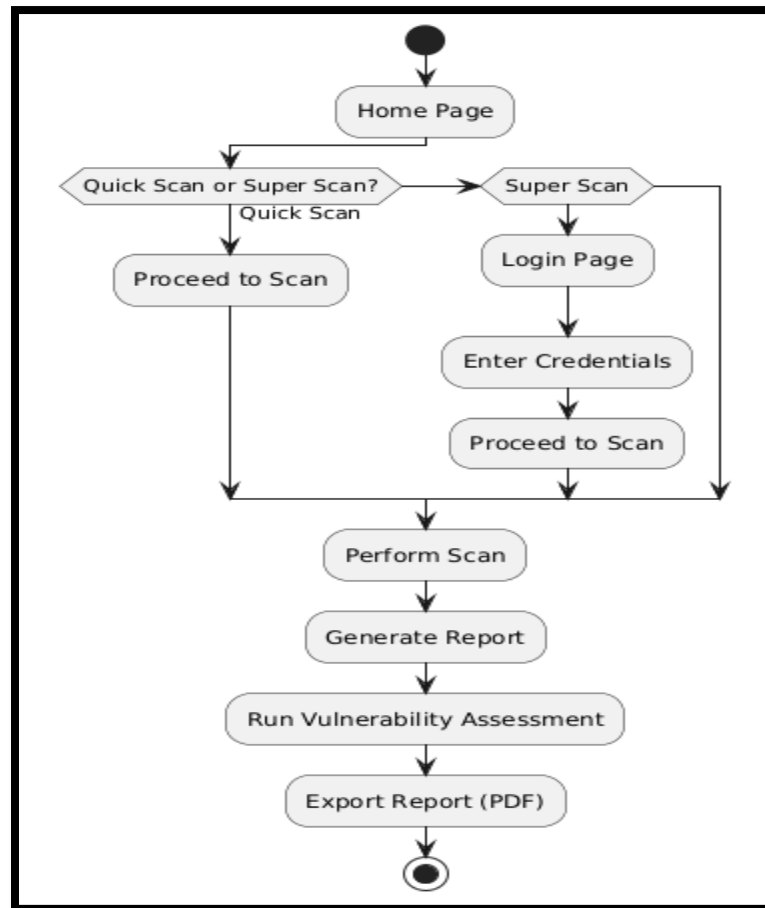 Home Page
Quick Scan or Super Scan?
Super Scan
Quick Scan
Login Page
Proceed to Scan
Enter Credentials
Proceed to Scan
Perform Scan
Generate Report
Run Vulnerability Assessment
Export Report (PDF)